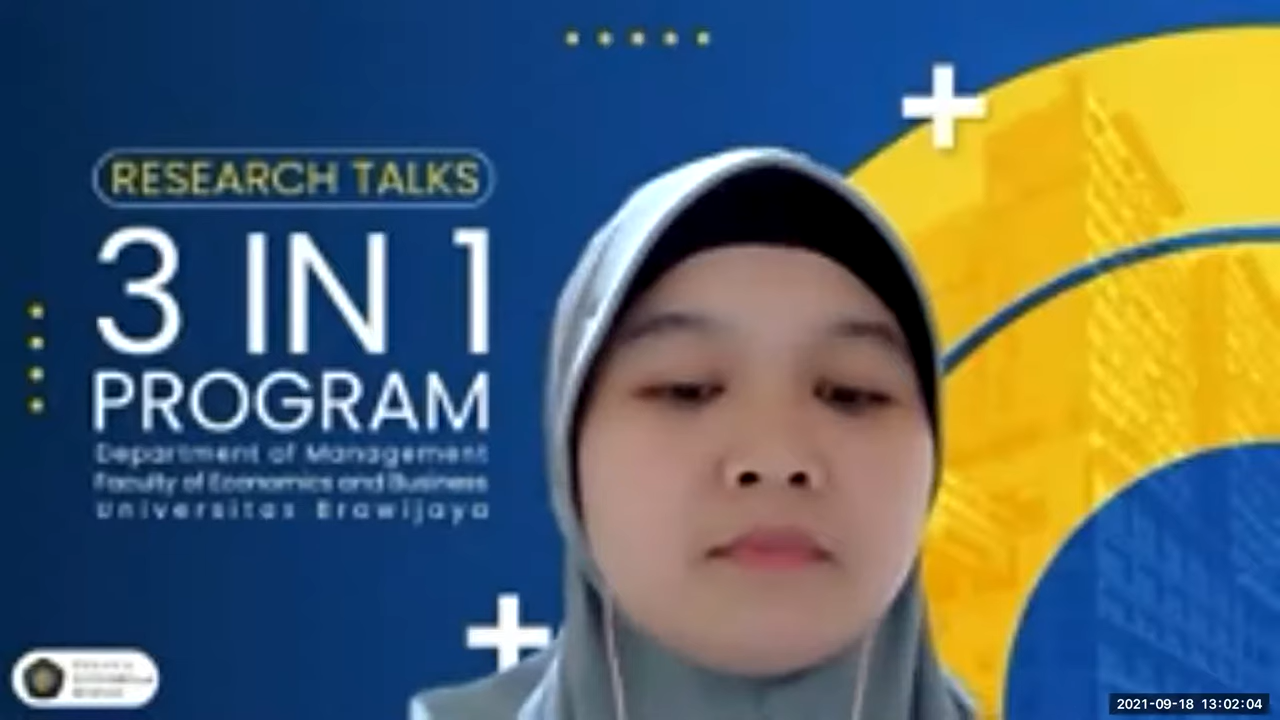 RESEARCH TALKS
3 IN 1
PROGRAM
Department of Management
Faculty of Economics and Business
Universitas Brawijaya
2021-09-18 13:02:04